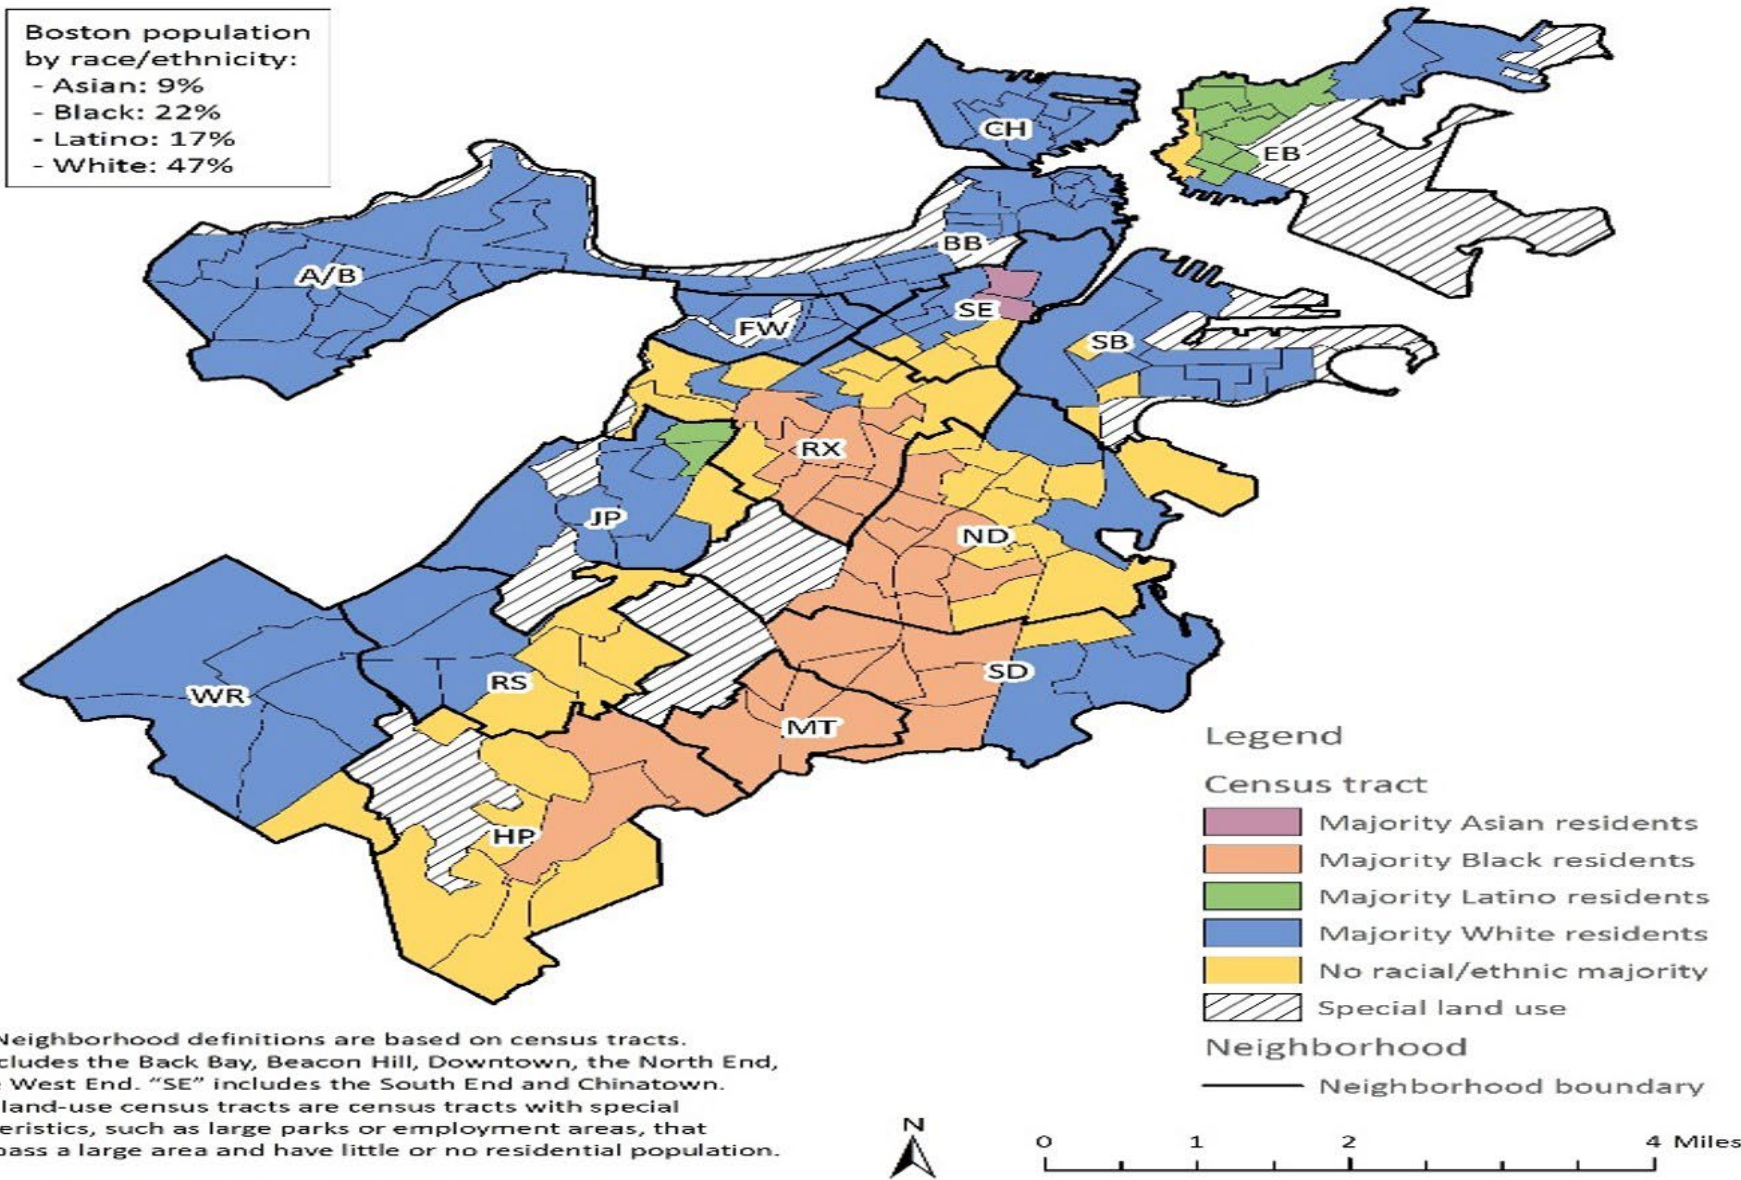 Boston population
by race/ethnicity:
- Asian: 9%
- Black: 22%
- Latino: 17%
- White: 47%
CH
EB
BB
A/B
SE
FW
SB
RX
JP
ND
WR
RS
SD
MT
HP
Legend
Census tract
Majority Asian residents
Majority Black residents
Majority Latino residents
Majority White residents
No racial/ethnic majority
Special land use
Neighborhood
Neighborhood boundary
Neighborhood definitions are based on census tracts.
cludes the Back Bay, Beacon Hill, Downtown, the North End,
e West End. “SE” includes the South End and Chinatown.
land-use census tracts are census tracts with special
eristics, such as large parks or employment areas, that
pass a large area and have little or no residential population.
N
0 1 2 4 Miles